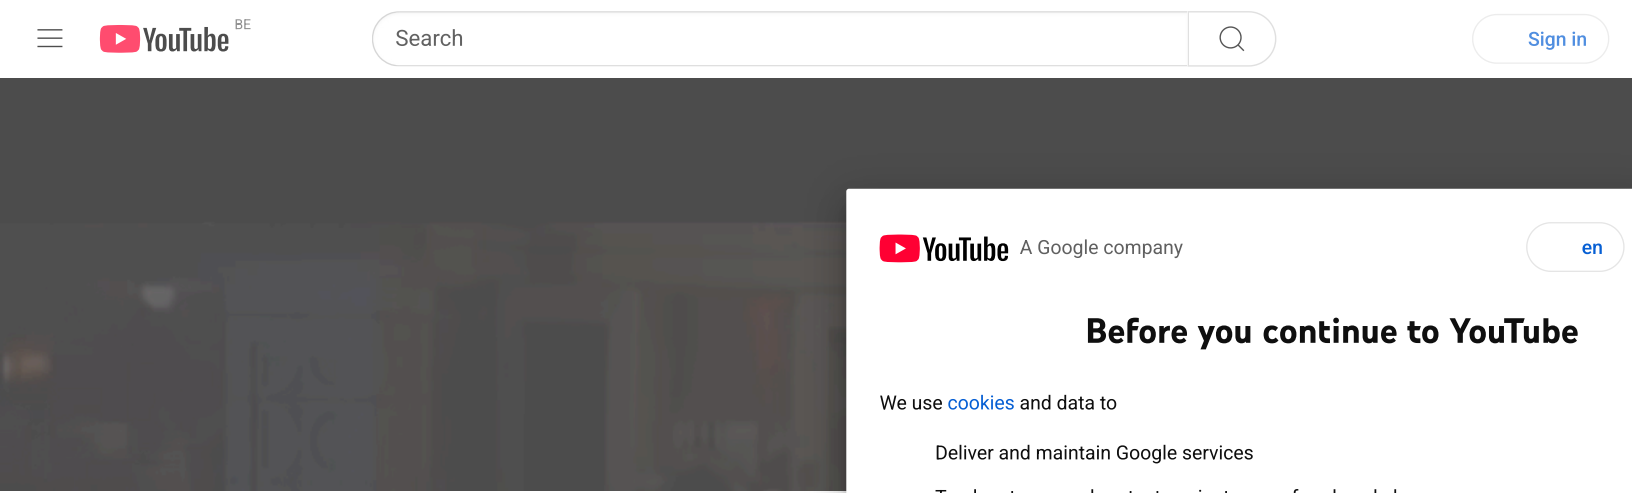 YouTube BE
Search
Sign in
YouTube A Google company
en
Before you continue to YouTube
We use cookies and data to
Deliver and maintain Google services